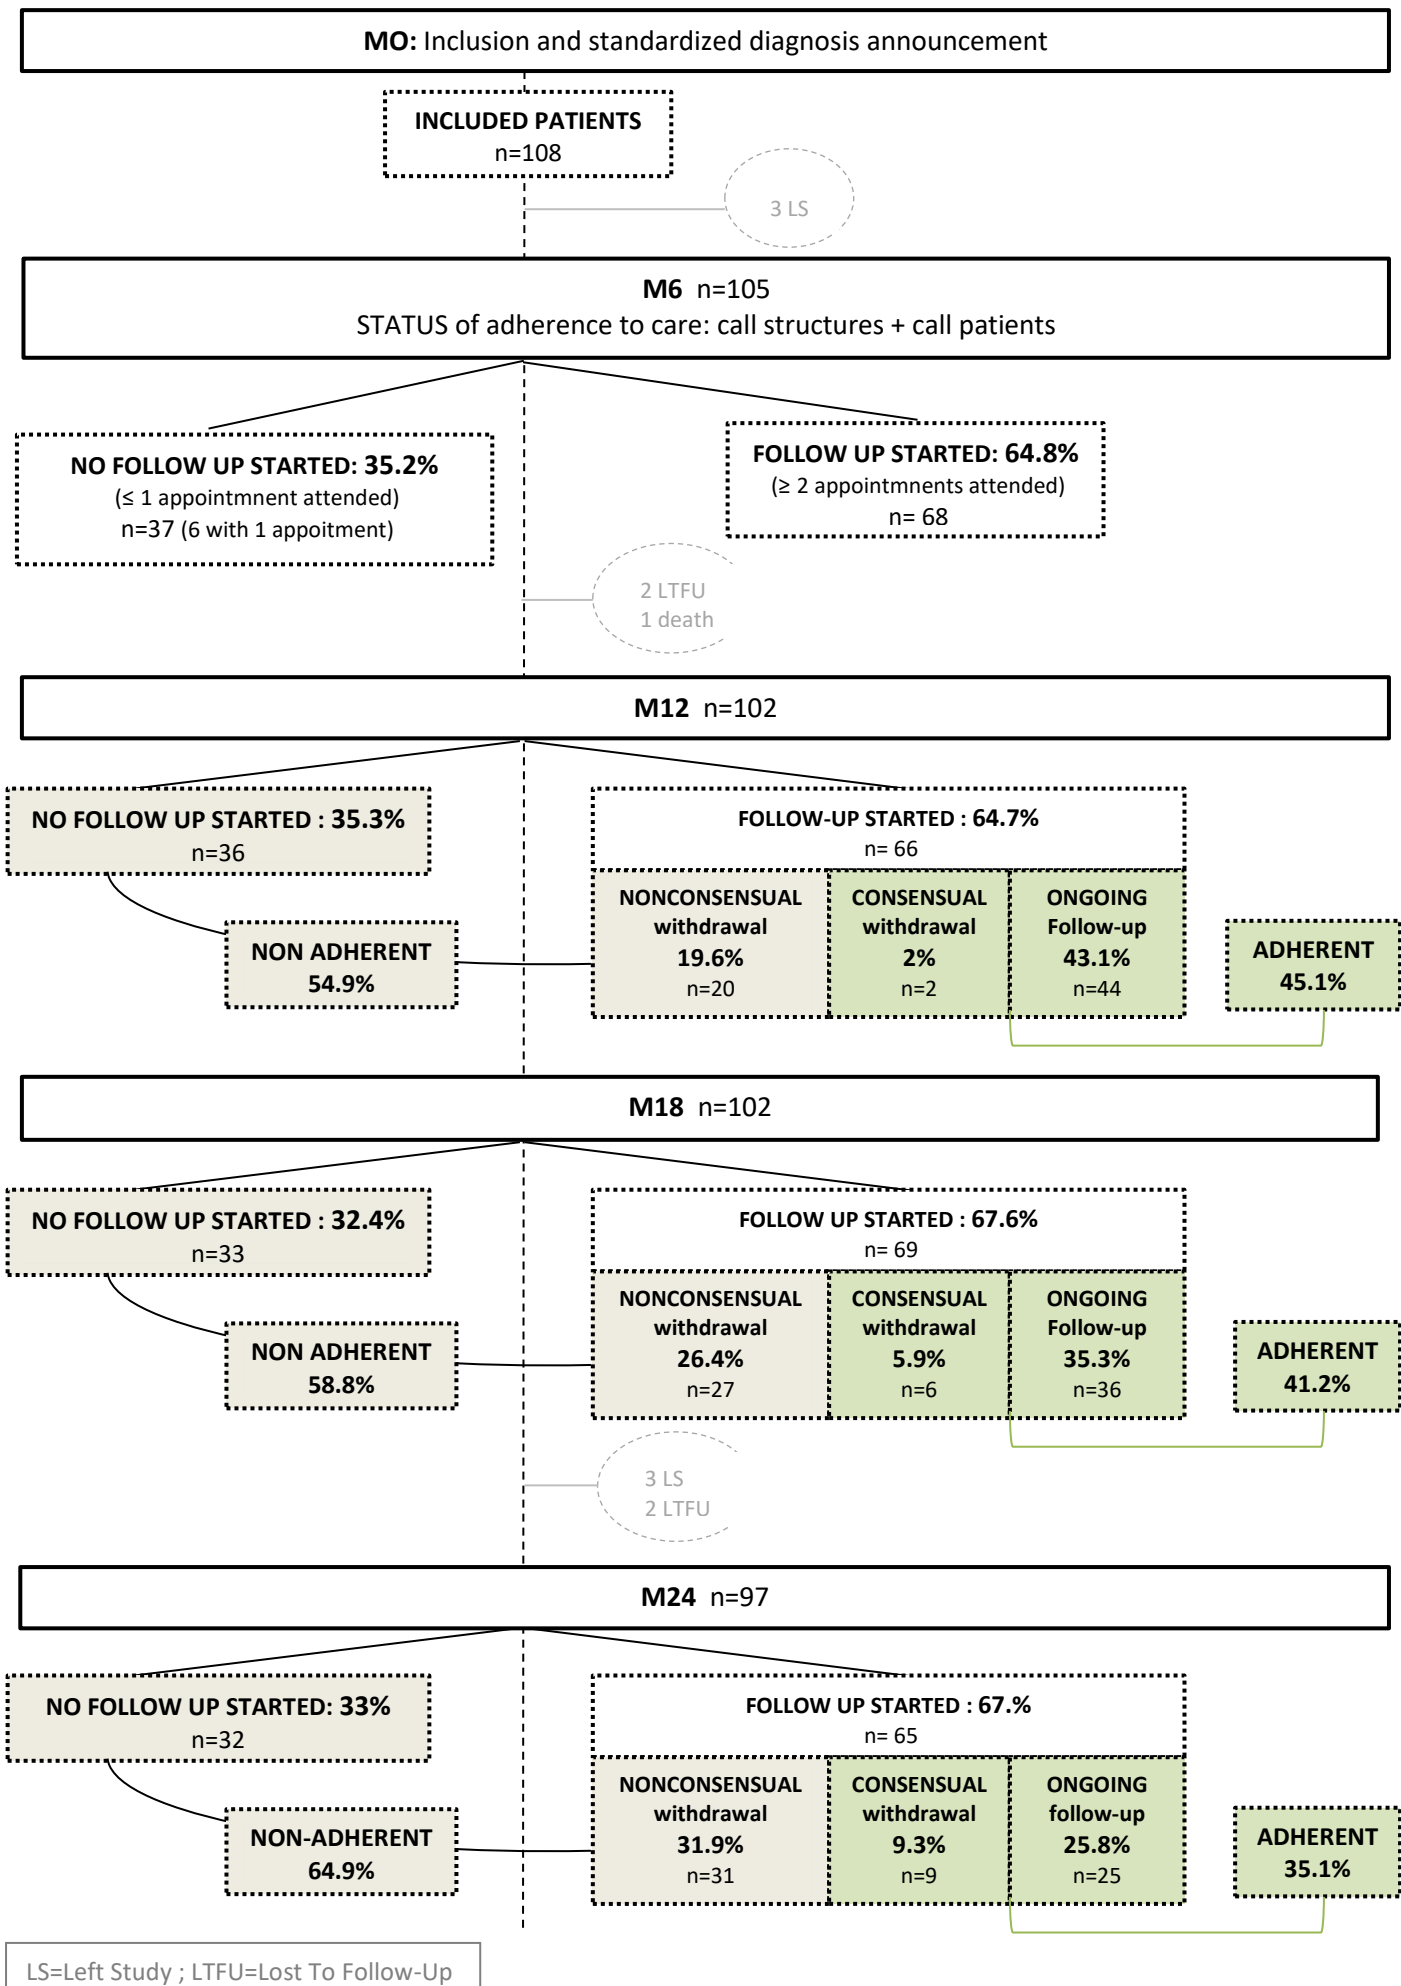 MO: Inclusion and standardized diagnosis announcement
INCLUDED PATIENTS
n=108
3 LS
M6 n=105
STATUS of adherence to care: call structures + call patients
NO FOLLOW UP STARTED: 35.2%
(≤ 1 appointmnent attended)
n=37 (6 with 1 appoitment)
FOLLOW UP STARTED: 64.8%
(≥ 2 appointmnents attended)
n= 68
2 LTFU
1 death
M12 n=102
NO FOLLOW UP STARTED : 35.3%
n=36
FOLLOW-UP STARTED : 64.7%
n= 66
NON ADHERENT
54.9%
NONCONSENSUAL
withdrawal
19.6%
n=20
CONSENSUAL
withdrawal
2%
n=2
ONGOING
Follow-up
43.1%
n=44
ADHERENT
45.1%
M18 n=102
NO FOLLOW UP STARTED : 32.4%
n=33
FOLLOW UP STARTED : 67.6%
n= 69
NON ADHERENT
58.8%
NONCONSENSUAL
withdrawal
26.4%
n=27
CONSENSUAL
withdrawal
5.9%
n=6
ONGOING
Follow-up
35.3%
n=36
ADHERENT
41.2%
3 LS
2 LTFU
M24 n=97
NO FOLLOW UP STARTED: 33%
n=32
FOLLOW UP STARTED : 67.%
n= 65
NON-ADHERENT
64.9%
NONCONSENSUAL
withdrawal
31.9%
n=31
CONSENSUAL
withdrawal
9.3%
n=9
ONGOING
follow-up
25.8%
n=25
ADHERENT
35.1%
LS=Left Study ; LTFU=Lost To Follow-Up